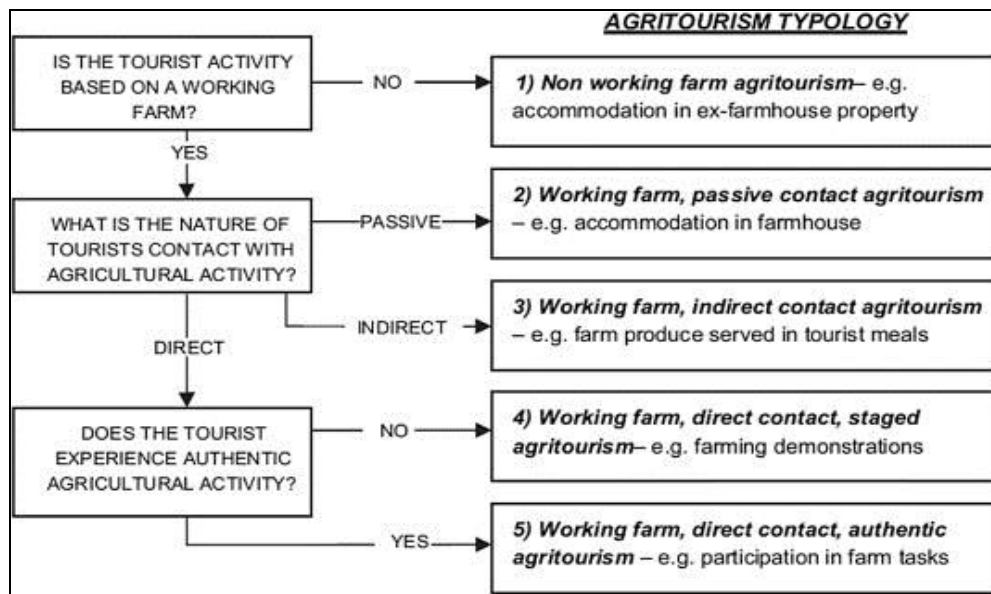 AGRITOURISM TYPOLOGY
IS THE TOURIST ACTIVITY
BASED ON A WORKING
FARM?
NO
1) Non working farm agritourism– e.g.
accommodation in ex-farmhouse property
YES
WHAT IS THE NATURE OF
TOURISTS CONTACT WITH
AGRICULTURAL ACTIVITY?
PASSIVE
2) Working farm, passive contact agritourism
– e.g. accommodation in farmhouse
INDIRECT
3) Working farm, indirect contact agritourism
– e.g. farm produce served in tourist meals
DIRECT
DOES THE TOURIST
EXPERIENCE AUTHENTIC
AGRICULTURAL ACTIVITY?
NO
4) Working farm, direct contact, staged
agritourism– e.g. farming demonstrations
YES
5) Working farm, direct contact, authentic
agritourism – e.g. participation in farm tasks